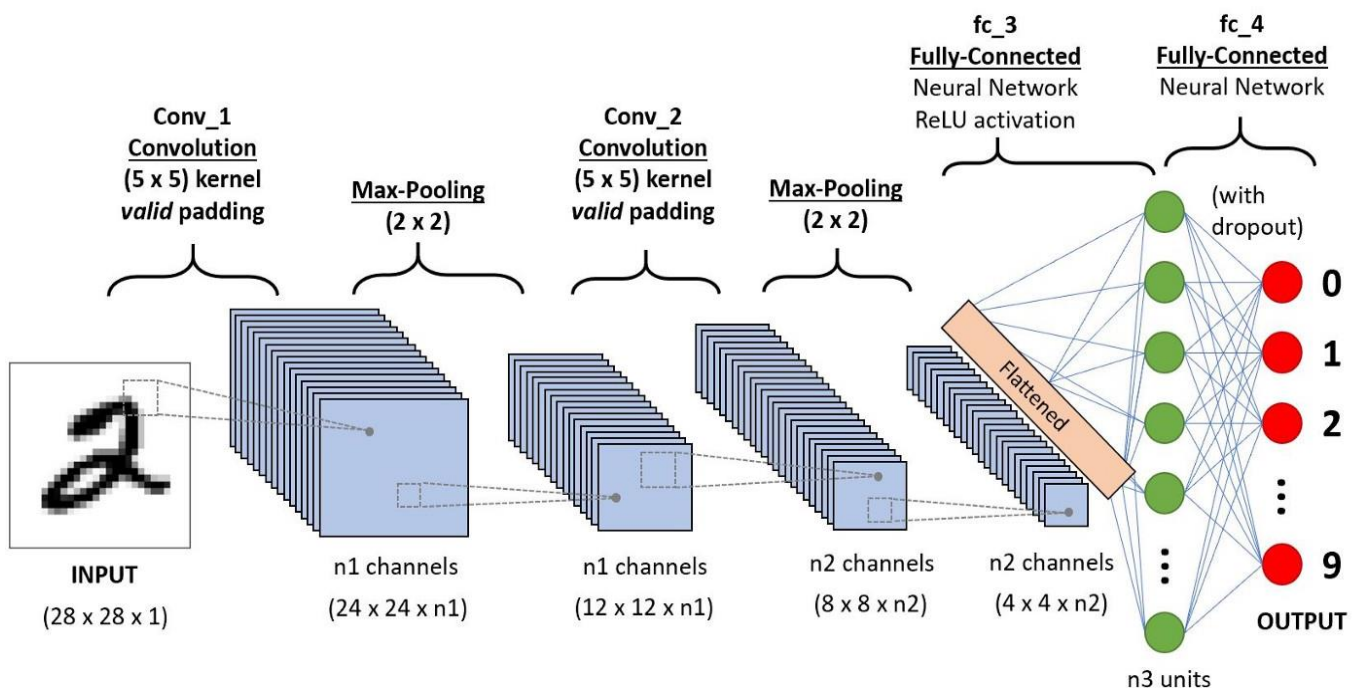 fc_3
Fully-Connected
Neural Network
ReLU activation
fc_4
Fully-Connected
Neural Network
Conv_1
Convolution
(5 x 5) kernel
valid padding
Max-Pooling
(2 x 2)
Conv_2
Convolution
(5 x 5) kernel
valid padding
Max-Pooling
(2 x 2)
(with
dropout)
Flattened
0
1
2
...
9
...
INPUT
(28 x 28 x 1)
n1 channels
(24 x 24 x n1)
n1 channels
(12 x 12 x n1)
n2 channels
(8 x 8 x n2)
n2 channels
(4 x 4 x n2)
n3 units
OUTPUT